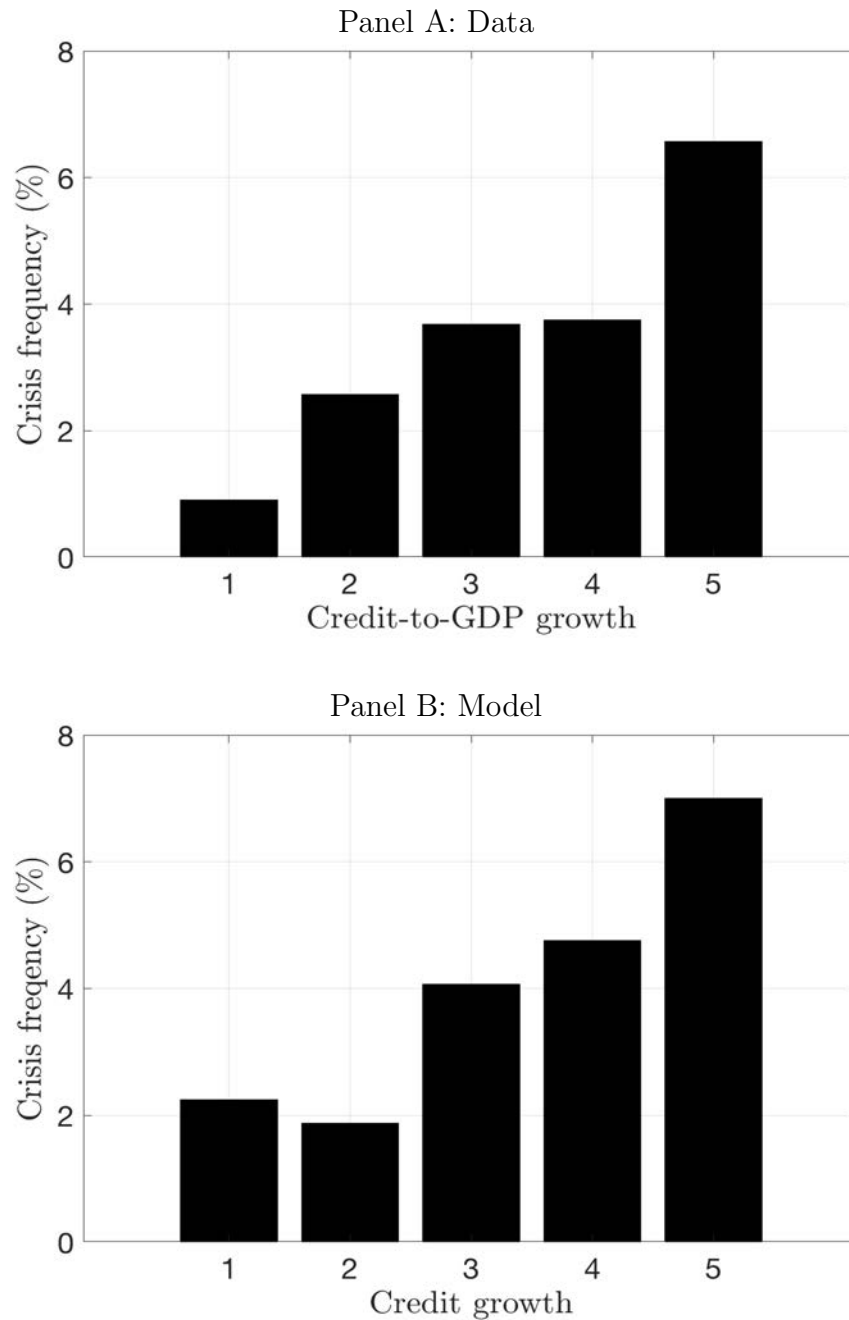 Panel A: Data
8
6
4
2
0
Crisis frequency (%)
1 2 3 4 5
Credit-to-GDP growth
Panel B: Model
8
6
4
2
0
Crisis freqency (%)
1 2 3 4 5
Credit growth